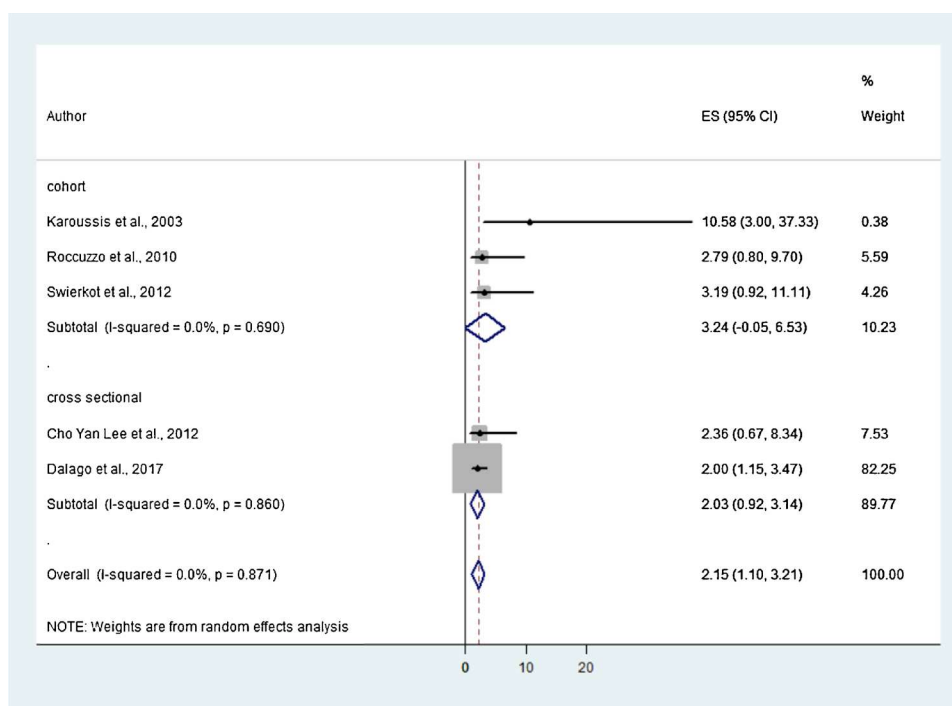 %
Author ES (95% CI) Weight
cohort
Karoussis et al., 2003 10.58 (3.00, 37.33) 0.38
Roccuzzo et al., 2010 2.79 (0.80, 9.70) 5.59
Swierkot et al., 2012 3.19 (0.92, 11.11) 4.26
Subtotal (I-squared = 0.0%, p = 0.690) 3.24 (-0.05, 6.53) 10.23
.
cross sectional
Cho Yan Lee et al., 2012 2.36 (0.67, 8.34) 7.53
Dalago et al., 2017 2.00 (1.15, 3.47) 82.25
Subtotal (I-squared = 0.0%, p = 0.860) 2.03 (0.92, 3.14) 89.77
.
Overall (I-squared = 0.0%, p = 0.871) 2.15 (1.10, 3.21) 100.00
NOTE: Weights are from random effects analysis
0 10 20